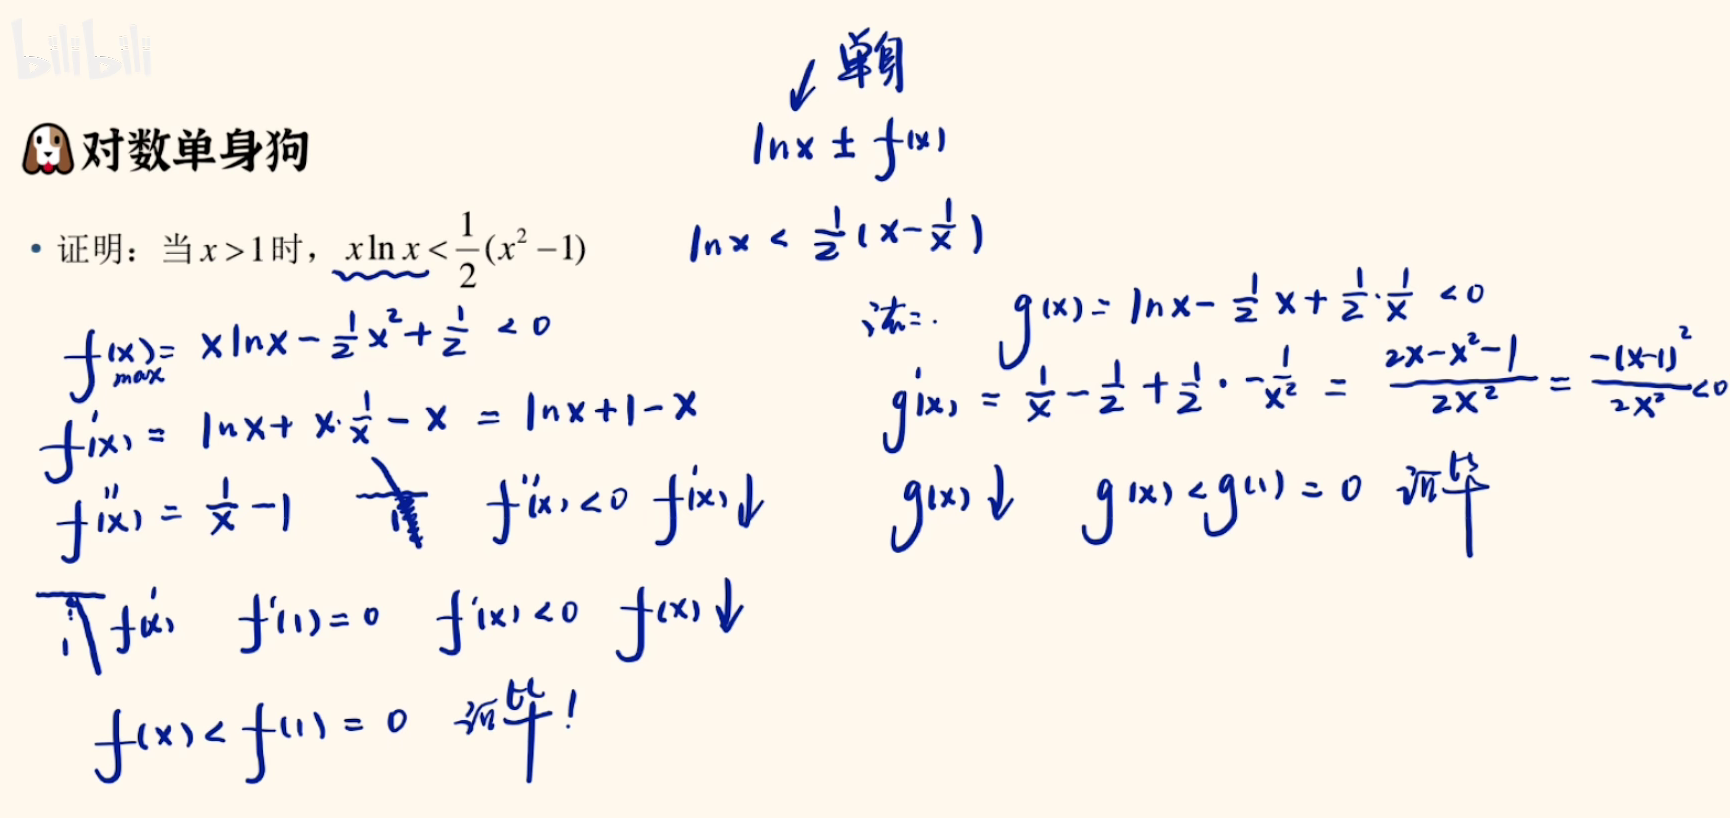 bilibili
单身
对数单身狗
ln x ± f(x)
• 证明：当 x > 1 时， x ln x < 1/2 (x² − 1)
ln x < 1/2 (x − 1/x)
f(x)max = x ln x − 1/2 x² + 1/2 < 0
f'(x) = ln x + x · 1/x − x = ln x + 1 − x
f''(x) = 1/x − 1 1 f''(x) < 0 f'(x) ↓
1 f'(x) f'(1) = 0 f'(x) < 0 f(x) ↓
f(x) < f(1) = 0 证毕！
法二. g(x) = ln x − 1/2 x + 1/2 · 1/x < 0
g'(x) = 1/x − 1/2 + 1/2 · −1/x² = (2x − x² − 1)/(2x²) = −(x−1)²/(2x²) < 0
g(x) ↓ g(x) < g(1) = 0 证毕